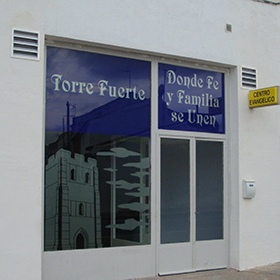 Torre Fuerte
Donde Fe
y Familia
se Unen
CENTRO
EVANGELICO